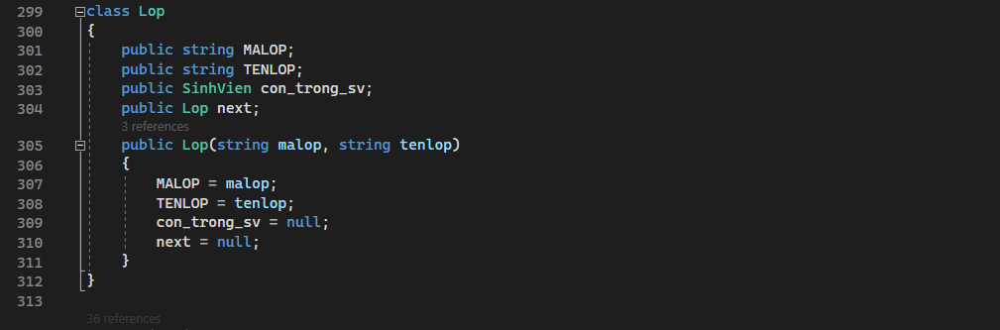 299 class Lop
300 {
301 public string MALOP;
302 public string TENLOP;
303 public SinhVien con_trong_sv;
304 public Lop next;
3 references
305 public Lop(string malop, string tenlop)
306 {
307 MALOP = malop;
308 TENLOP = tenlop;
309 con_trong_sv = null;
310 next = null;
311 }
312 }
313
36 references